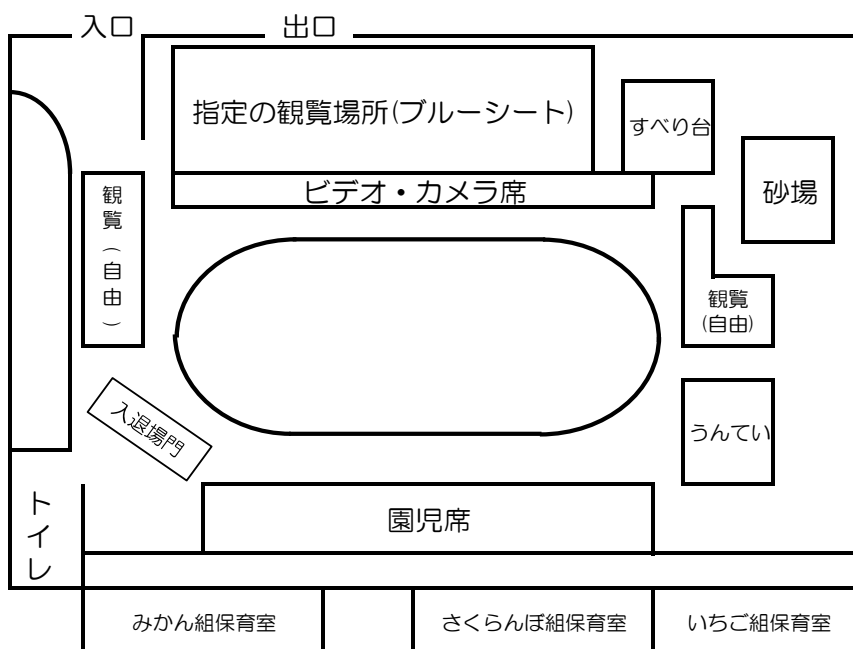 入口
出口
指定の観覧場所(ブルーシート)
すべり台
砂場
ビデオ・カメラ席
観覧（自由）
観覧
(自由)
入退場門
うんてい
園児席
トイレ
みかん組保育室
さくらんぼ組保育室
いちご組保育室